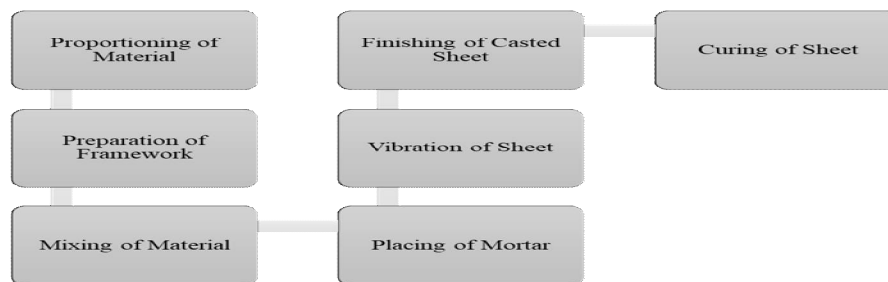 Proportioning of
Material
Preparation of
Framework
Mixing of Material
Placing of Mortar
Vibration of Sheet
Finishing of Casted
Sheet
Curing of Sheet